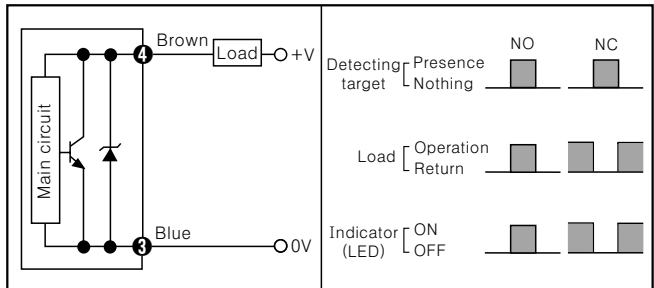 Main circuit
4
Brown
Load
+V
3
Blue
0V
NO NC
Detecting target
Presence
Nothing
Load
Operation
Return
Indicator (LED)
ON
OFF